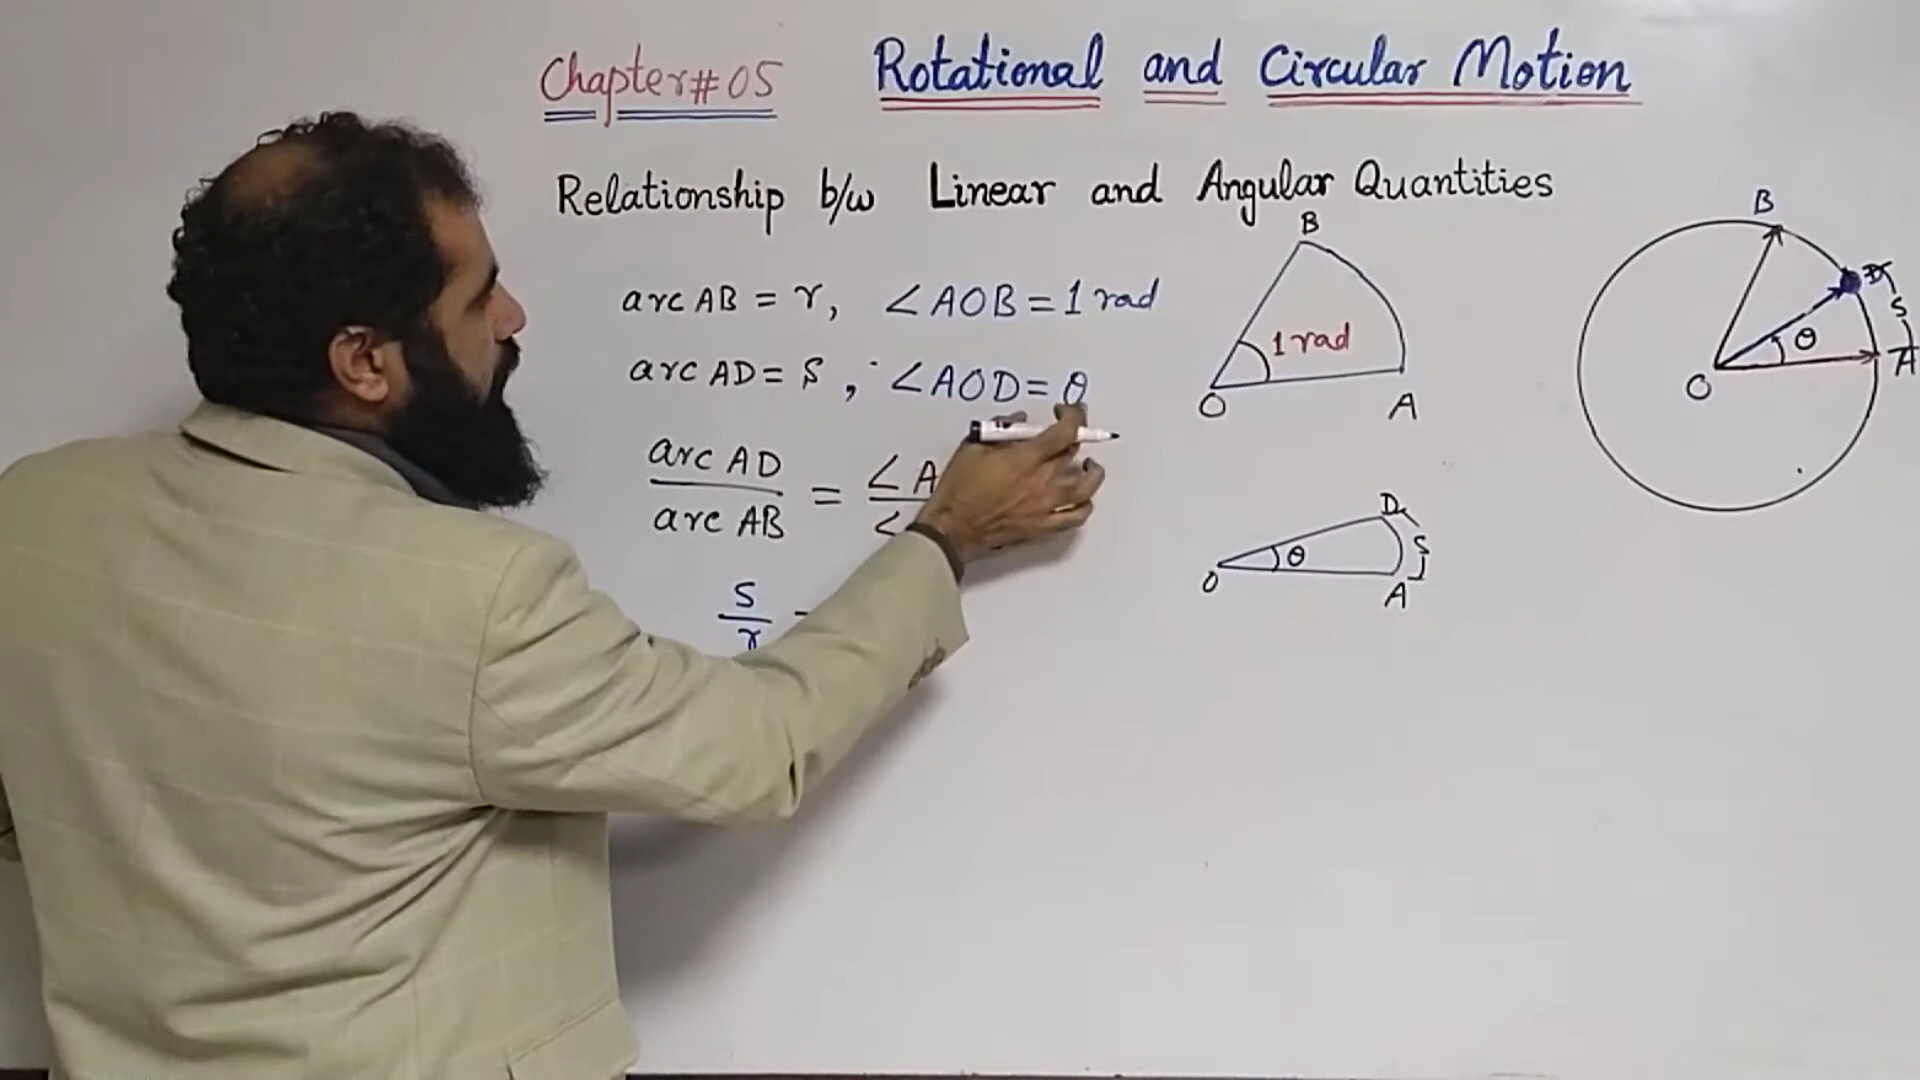 Chapter#05 Rotational and Circular Motion
Relationship b/w Linear and Angular Quantities
arc AB = r, ∠AOB = 1 rad
arc AD = S, ∠AOD = θ
arc AD
arc AB
= ∠A
∠
S
r
B
1 rad
O
A
D
θ
S
O
A
B
D
S
θ
A
O